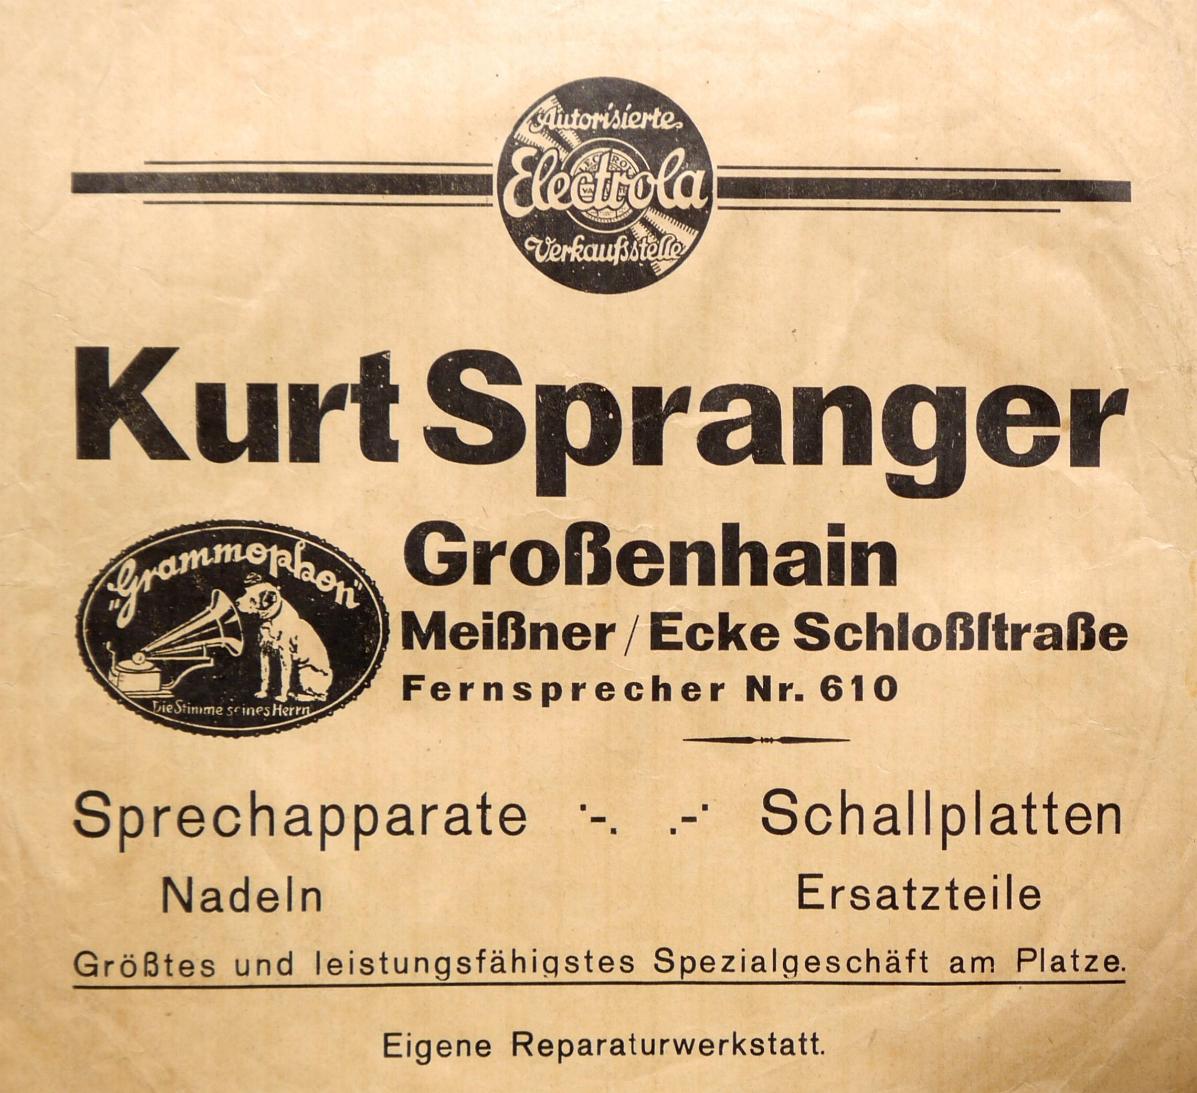 Autorisierte
Electrola
Verkaufsstelle
Kurt Spranger
"Grammophon"
Die Stimme seines Herrn
Großenhain
Meißner / Ecke Schloßſtraße
Fernsprecher Nr. 610
Sprechapparate ·-. .-· Schallplatten
Nadeln Ersatzteile
Größtes und leistungsfähigstes Spezialgeschäft am Platze.
Eigene Reparaturwerkstatt.